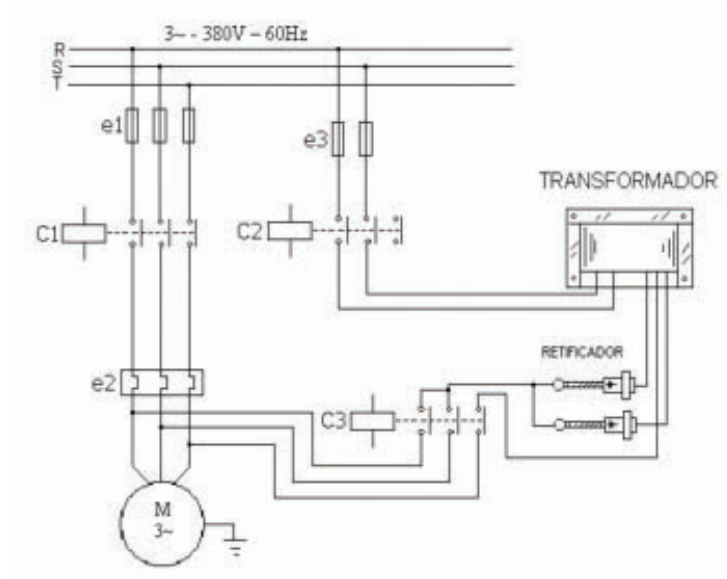 3~ - 380V – 60Hz
R
S
T
e1
e3
TRANSFORMADOR
C1
C2
RETIFICADOR
e2
C3
M
3~